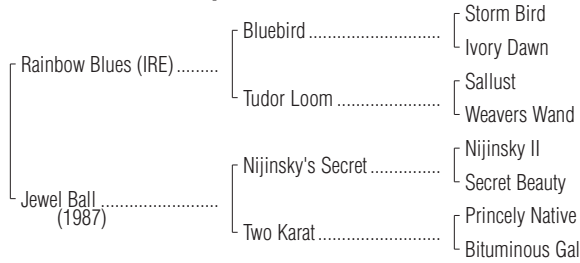 Storm Bird
Bluebird ........................................
Ivory Dawn
Rainbow Blues (IRE) .........
Sallust
Tudor Loom .......................
Weavers Wand
Nijinsky II
Nijinsky's Secret................
Secret Beauty
Jewel Ball ..........................
(1987)
Princely Native
Two Karat...........................
Bituminous Gal